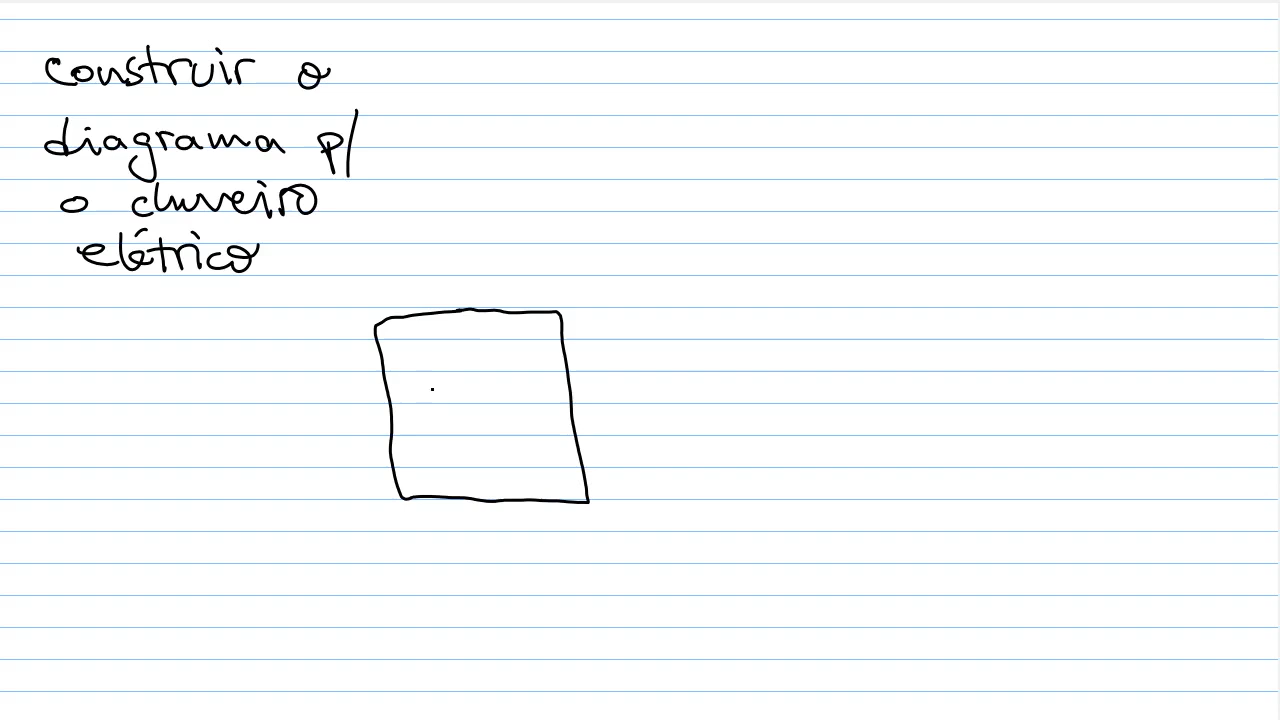 construir o
diagrama p/
o chuveiro
elétrico